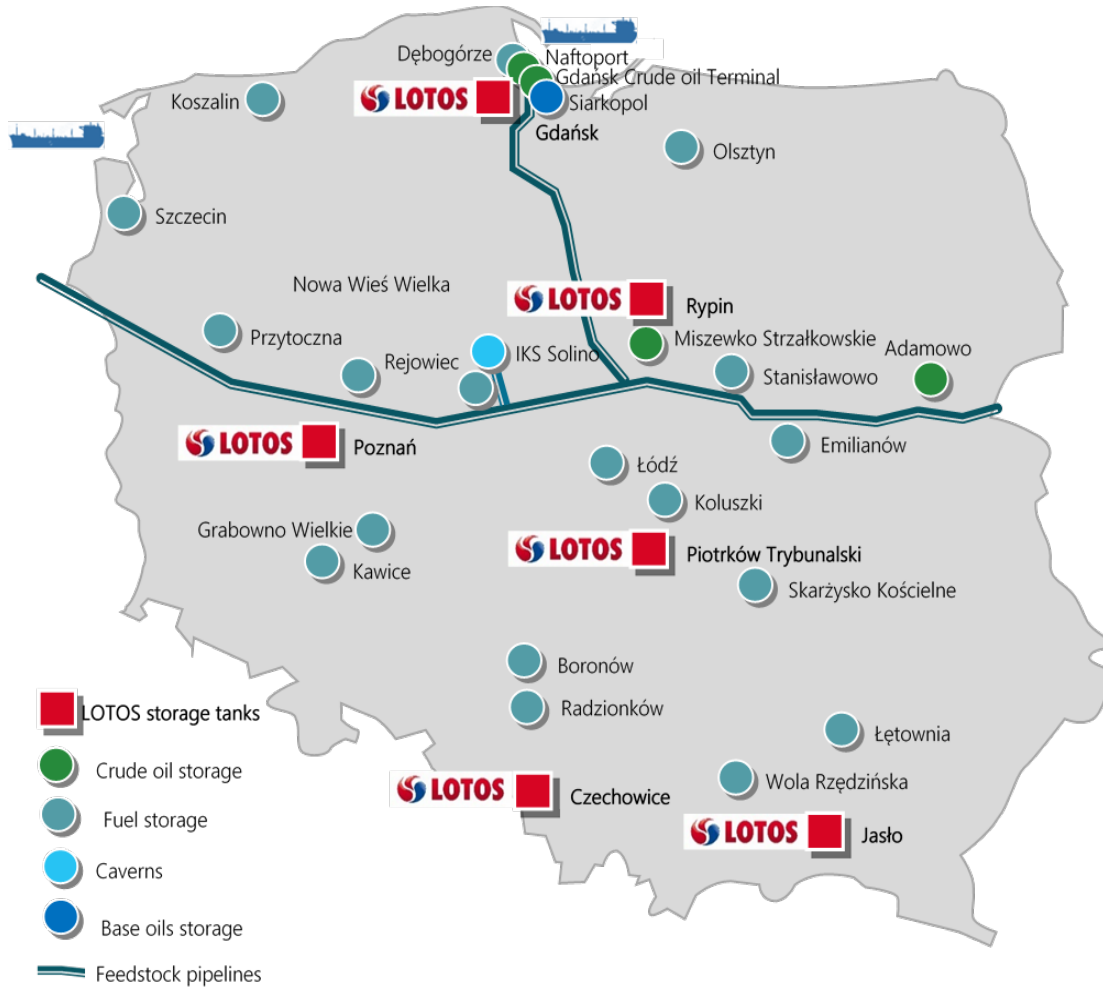 Dębogórze
Naftoport
Gdańsk Crude oil Terminal
LOTOS
Siarkopol
Koszalin
Gdańsk
Olsztyn
Szczecin
Nowa Wieś Wielka
LOTOS
Rypin
Przytoczna
Miszewko Strzałkowskie
Rejowiec
IKS Solino
Adamowo
Stanisławowo
LOTOS
Poznań
Emilianów
Łódź
Koluszki
Grabowno Wielkie
LOTOS
Piotrków Trybunalski
Kawice
Skarżysko Kościelne
Boronów
Radzionków
Łętownia
LOTOS
Czechowice
Wola Rzędzińska
LOTOS
Jasło
LOTOS storage tanks
Crude oil storage
Fuel storage
Caverns
Base oils storage
Feedstock pipelines